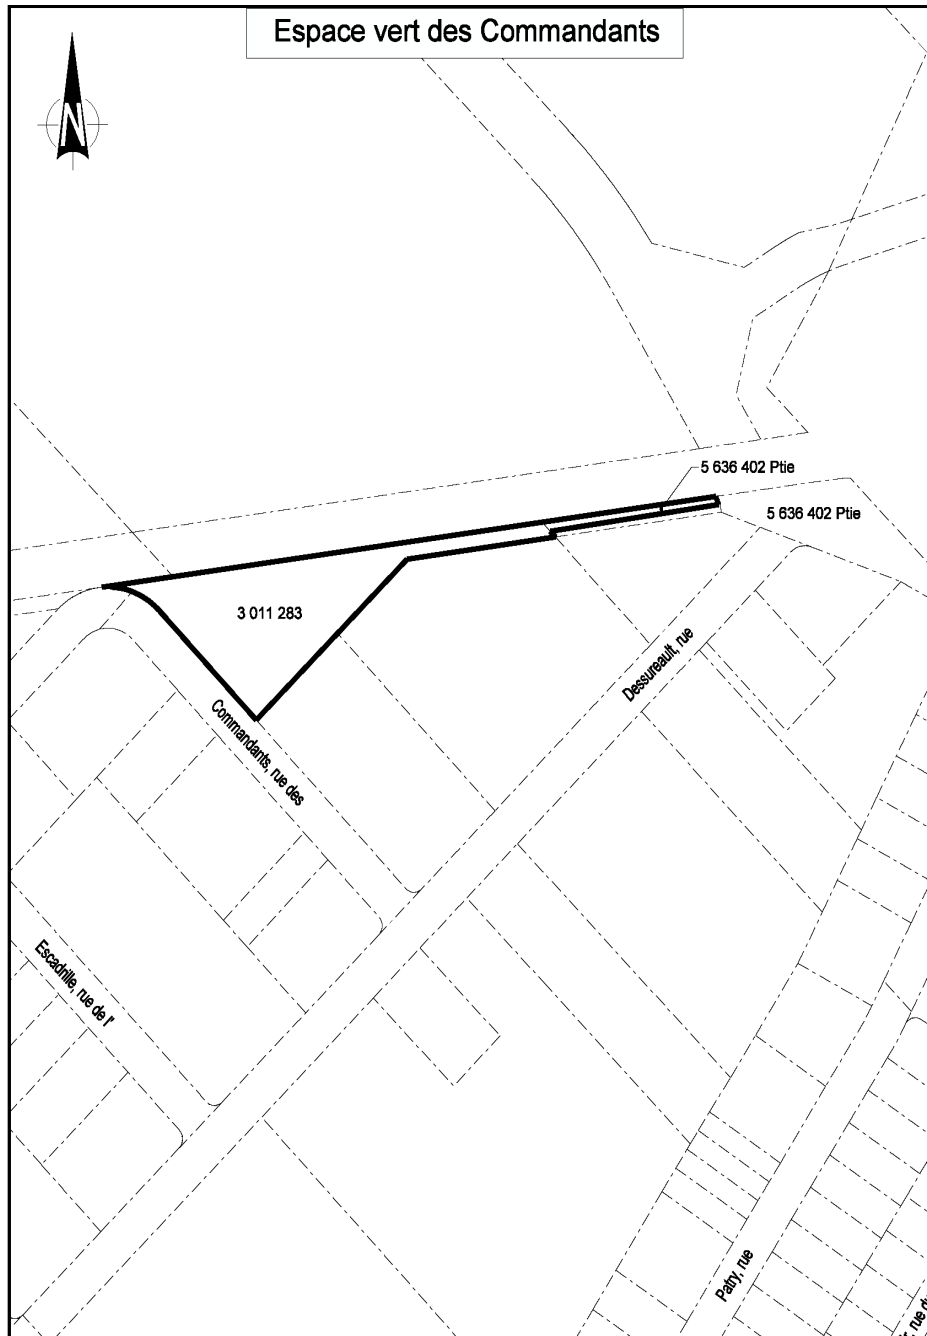 Espace vert des Commandants
N
5 636 402 Ptie
5 636 402 Ptie
3 011 283
Dessureault, rue
Commandants, rue des
Escadrille, rue de l'
Patry, rue